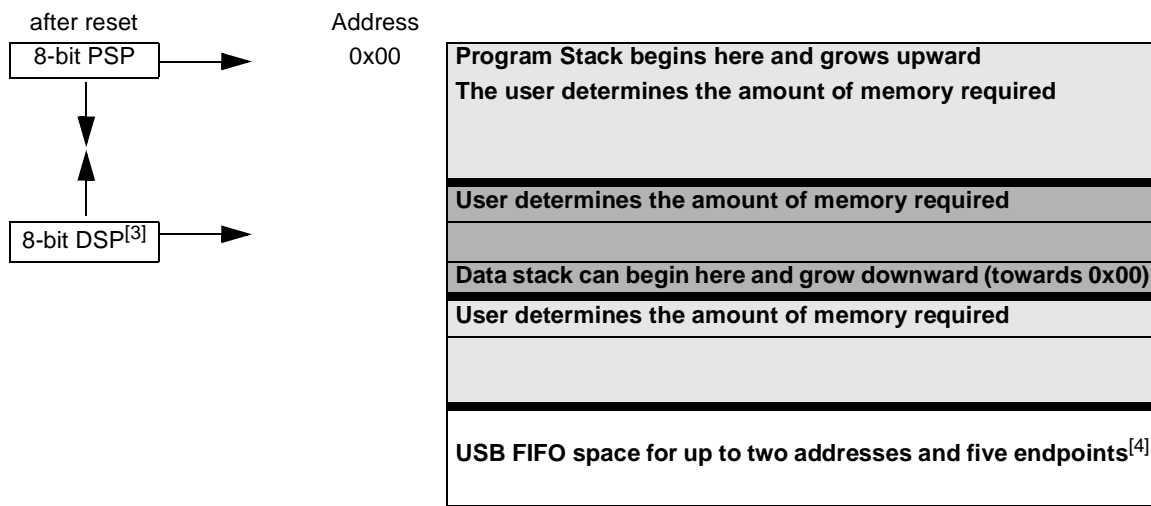 after reset
Address
8-bit PSP
0x00
Program Stack begins here and grows upward
The user determines the amount of memory required
User determines the amount of memory required
8-bit DSP[3]
Data stack can begin here and grow downward (towards 0x00)
User determines the amount of memory required
USB FIFO space for up to two addresses and five endpoints[4]